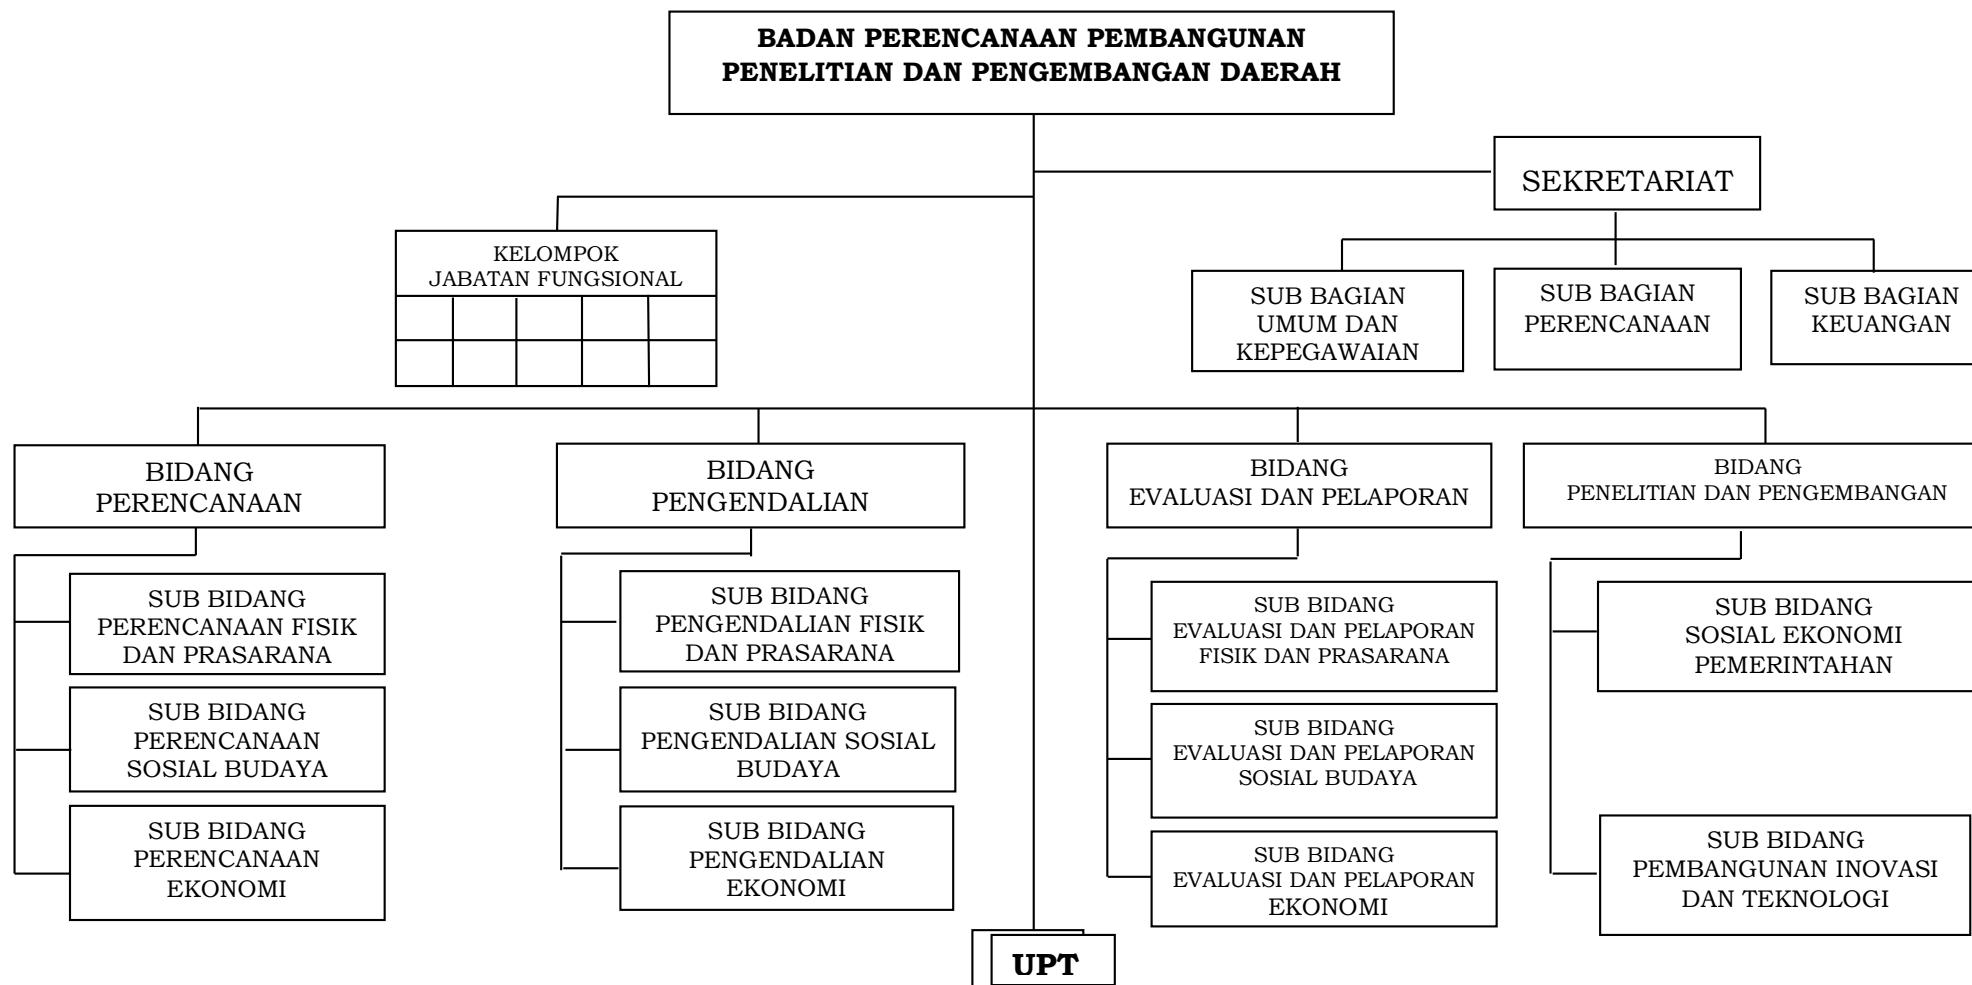 BADAN PERENCANAAN PEMBANGUNAN
PENELITIAN DAN PENGEMBANGAN DAERAH
SEKRETARIAT
KELOMPOK
JABATAN FUNGSIONAL
SUB BAGIAN
UMUM DAN
KEPEGAWAIAN
SUB BAGIAN
PERENCANAAN
SUB BAGIAN
KEUANGAN
BIDANG
PERENCANAAN
BIDANG
PENGENDALIAN
BIDANG
EVALUASI DAN PELAPORAN
BIDANG
PENELITIAN DAN PENGEMBANGAN
SUB BIDANG
PERENCANAAN FISIK
DAN PRASARANA
SUB BIDANG
PERENCANAAN
SOSIAL BUDAYA
SUB BIDANG
PERENCANAAN
EKONOMI
SUB BIDANG
PENGENDALIAN FISIK
DAN PRASARANA
SUB BIDANG
PENGENDALIAN SOSIAL
BUDAYA
SUB BIDANG
PENGENDALIAN
EKONOMI
SUB BIDANG
EVALUASI DAN PELAPORAN
FISIK DAN PRASARANA
SUB BIDANG
EVALUASI DAN PELAPORAN
SOSIAL BUDAYA
SUB BIDANG
EVALUASI DAN PELAPORAN
EKONOMI
SUB BIDANG
SOSIAL EKONOMI
PEMERINTAHAN
SUB BIDANG
PEMBANGUNAN INOVASI
DAN TEKNOLOGI
UPT